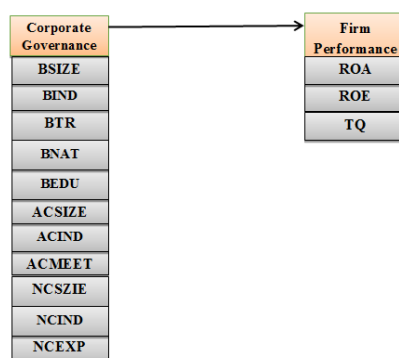 Corporate
Governance
BSIZE
BIND
BTR
BNAT
BEDU
ACSIZE
ACIND
ACMEET
NCSZIE
NCIND
NCEXP
Firm
Performance
ROA
ROE
TQ